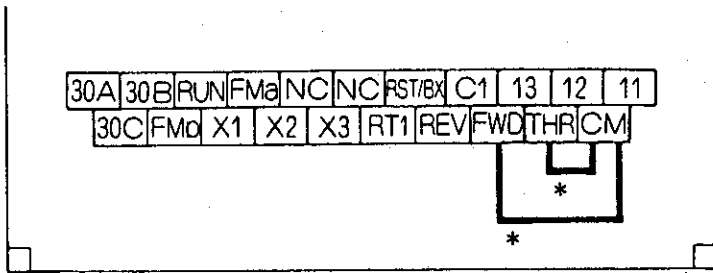 30A 30B RUN FMa NC NC RST/BX C1 13 12 11
30C FMp X1 X2 X3 RT1 REV FWD THR CM
*
*